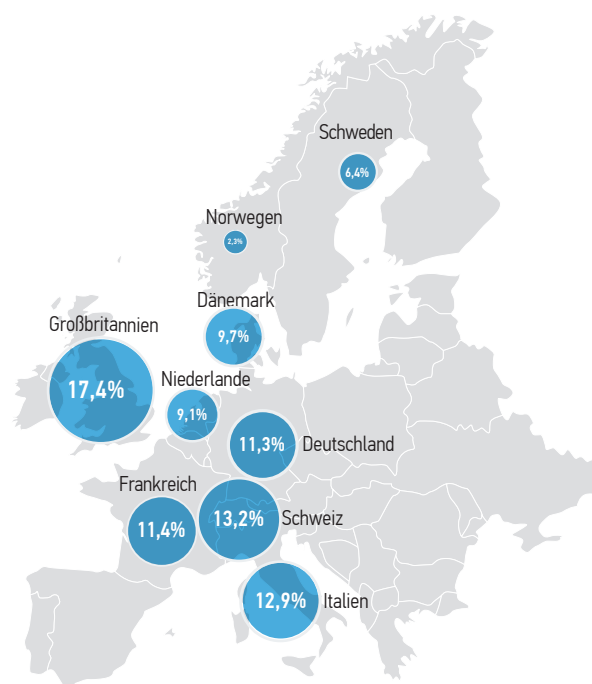 Schweden
6,4%
Norwegen
2,3%
Dänemark
9,7%
Großbritannien
17,4%
Niederlande
9,1%
11,3%
Deutschland
Frankreich
11,4%
13,2%
Schweiz
12,9%
Italien